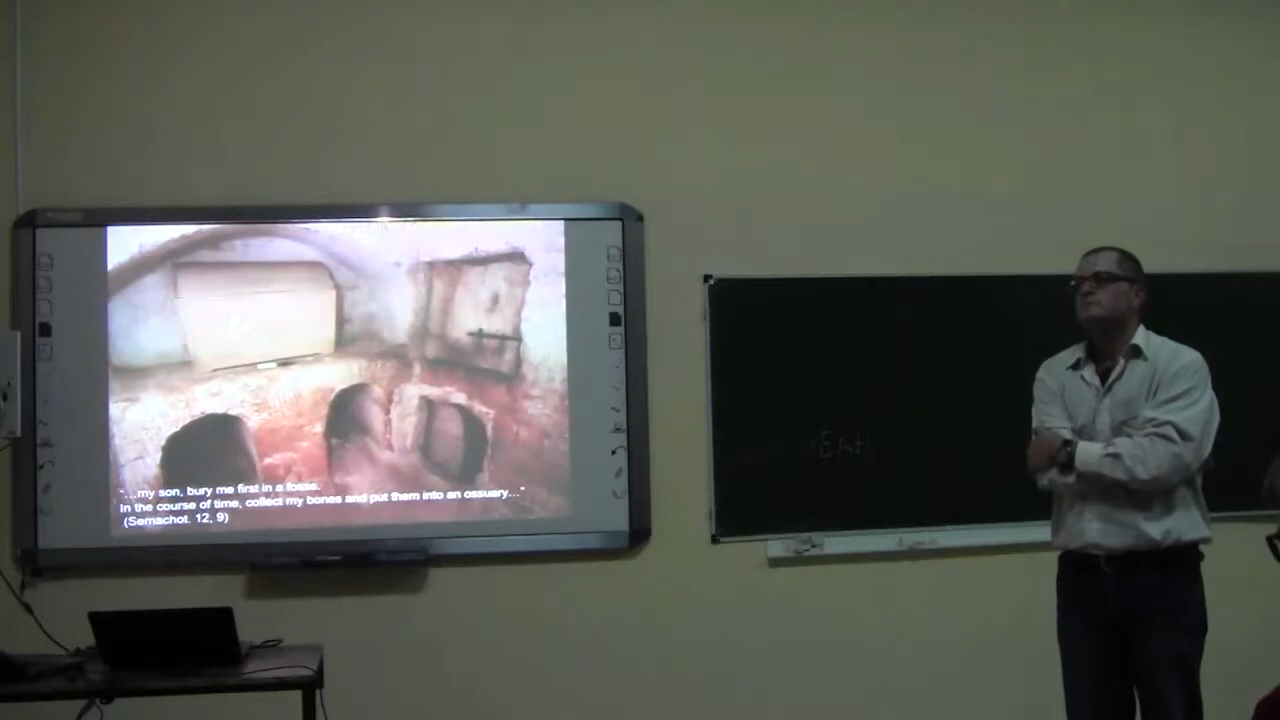 "...my son, bury me first in a fosse.
In the course of time, collect my bones and put them into an ossuary..."
(Semachot. 12, 9)